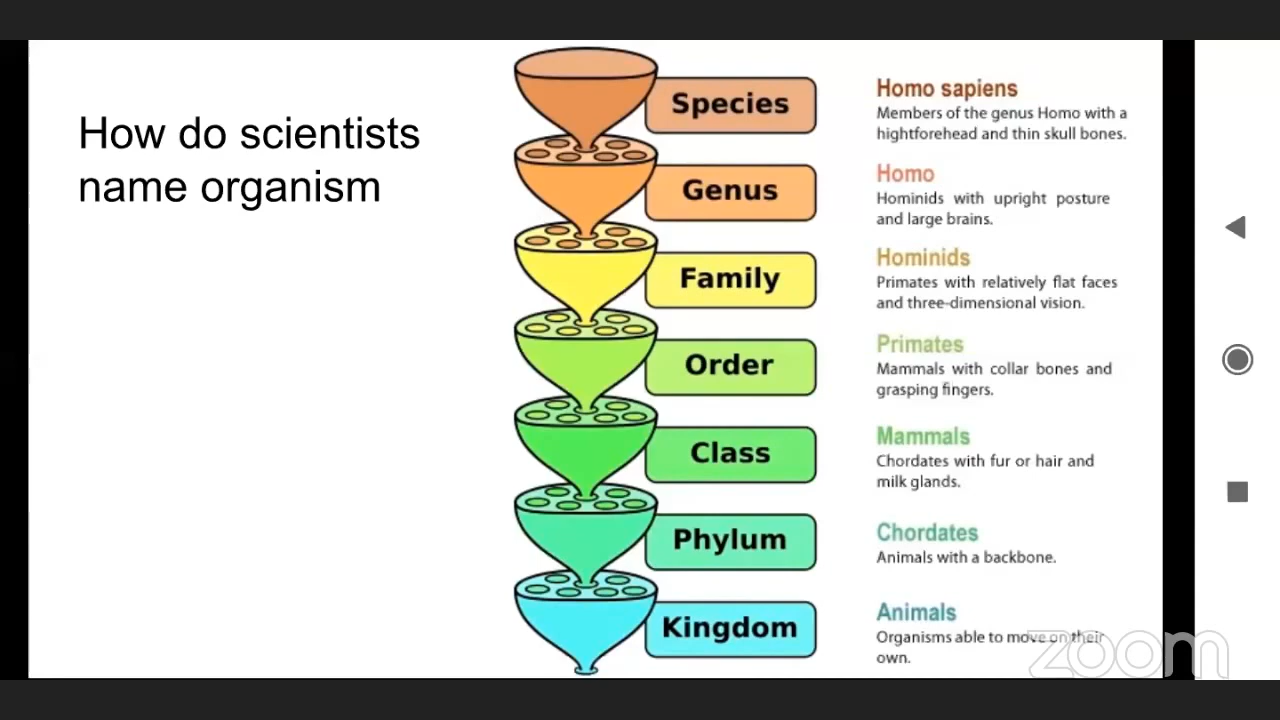 How do scientists
name organism
Species
Homo sapiens
Members of the genus Homo with a
hightforehead and thin skull bones.
Genus
Homo
Hominids with upright posture
and large brains.
Family
Hominids
Primates with relatively flat faces
and three-dimensional vision.
Order
Primates
Mammals with collar bones and
grasping fingers.
Class
Mammals
Chordates with fur or hair and
milk glands.
Phylum
Chordates
Animals with a backbone.
Kingdom
Animals
Organisms able to move on their
own.
zoom